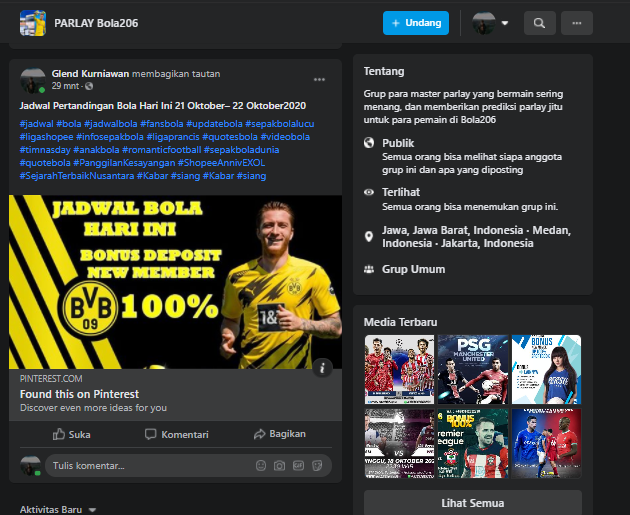 PARLAY Bola206
+ Undang
Glend Kurniawan membagikan tautan
29 mnt ·
Jadwal Pertandingan Bola Hari Ini 21 Oktober– 22 Oktober2020
#jadwal #bola #jadwalbola #fansbola #updatebola #sepakbolalucu
#ligashopee #infosepakbola #ligaprancis #quotesbola #videobola
#timnasday #anakbola #romanticfootball #sepakboladunia
#quotebola #PanggilanKesayangan #ShopeeAnnivEXOL
#SejarahTerbaikNusantara #Kabar #siang #Kabar #siang
JADWAL BOLA
HARI INI
BONUS DEPOSIT
NEW MEMBER
100%
BVB
09
1&1
PINTEREST.COM
Found this on Pinterest
Discover even more ideas for you
Suka
Komentari
Bagikan
Tulis komentar...
Aktivitas Baru
Tentang
Grup para master parlay yang bermain sering
menang, dan memberikan prediksi parlay jitu
untuk para pemain di Bola206
Publik
Semua orang bisa melihat siapa anggota
grup ini dan apa yang diposting
Terlihat
Semua orang bisa menemukan grup ini.
Jawa, Jawa Barat, Indonesia · Medan,
Indonesia · Jakarta, Indonesia
Grup Umum
Media Terbaru
PSG
MANCHESTER
UNITED
BONUS
VS
MINGGU, 18 OKTOBER 202
BONUS
100%
premier
league
Lihat Semua